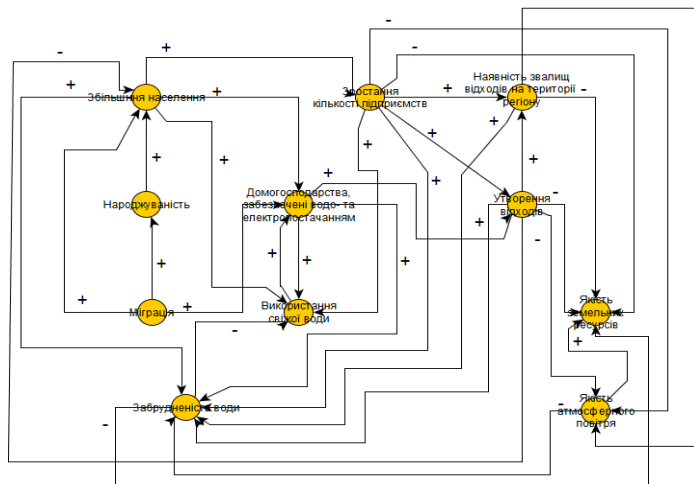 Збільшння населення
Зростання
кількості підприємств
Наявність звалищ
відходів на території
регіону
Народжуваність
Домогосподарства,
забезпечені водо- та
електропостачанням
Утворення
відходів
Міграція
Використання
свіжої води
Якість
земельних
ресурсів
Забрудненість води
Якість
атмосферного
повітря
-
+
-
-
+
+
+
-
+
+
+
+
+
+
+
+
-
+
-
+
+
+
+
+
+
-
+
-
-